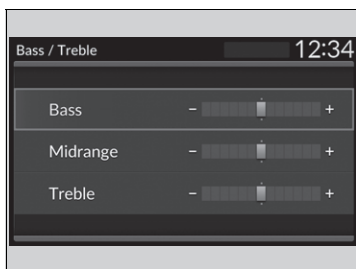 Bass / Treble 12:34
Bass - +
Midrange - +
Treble - +